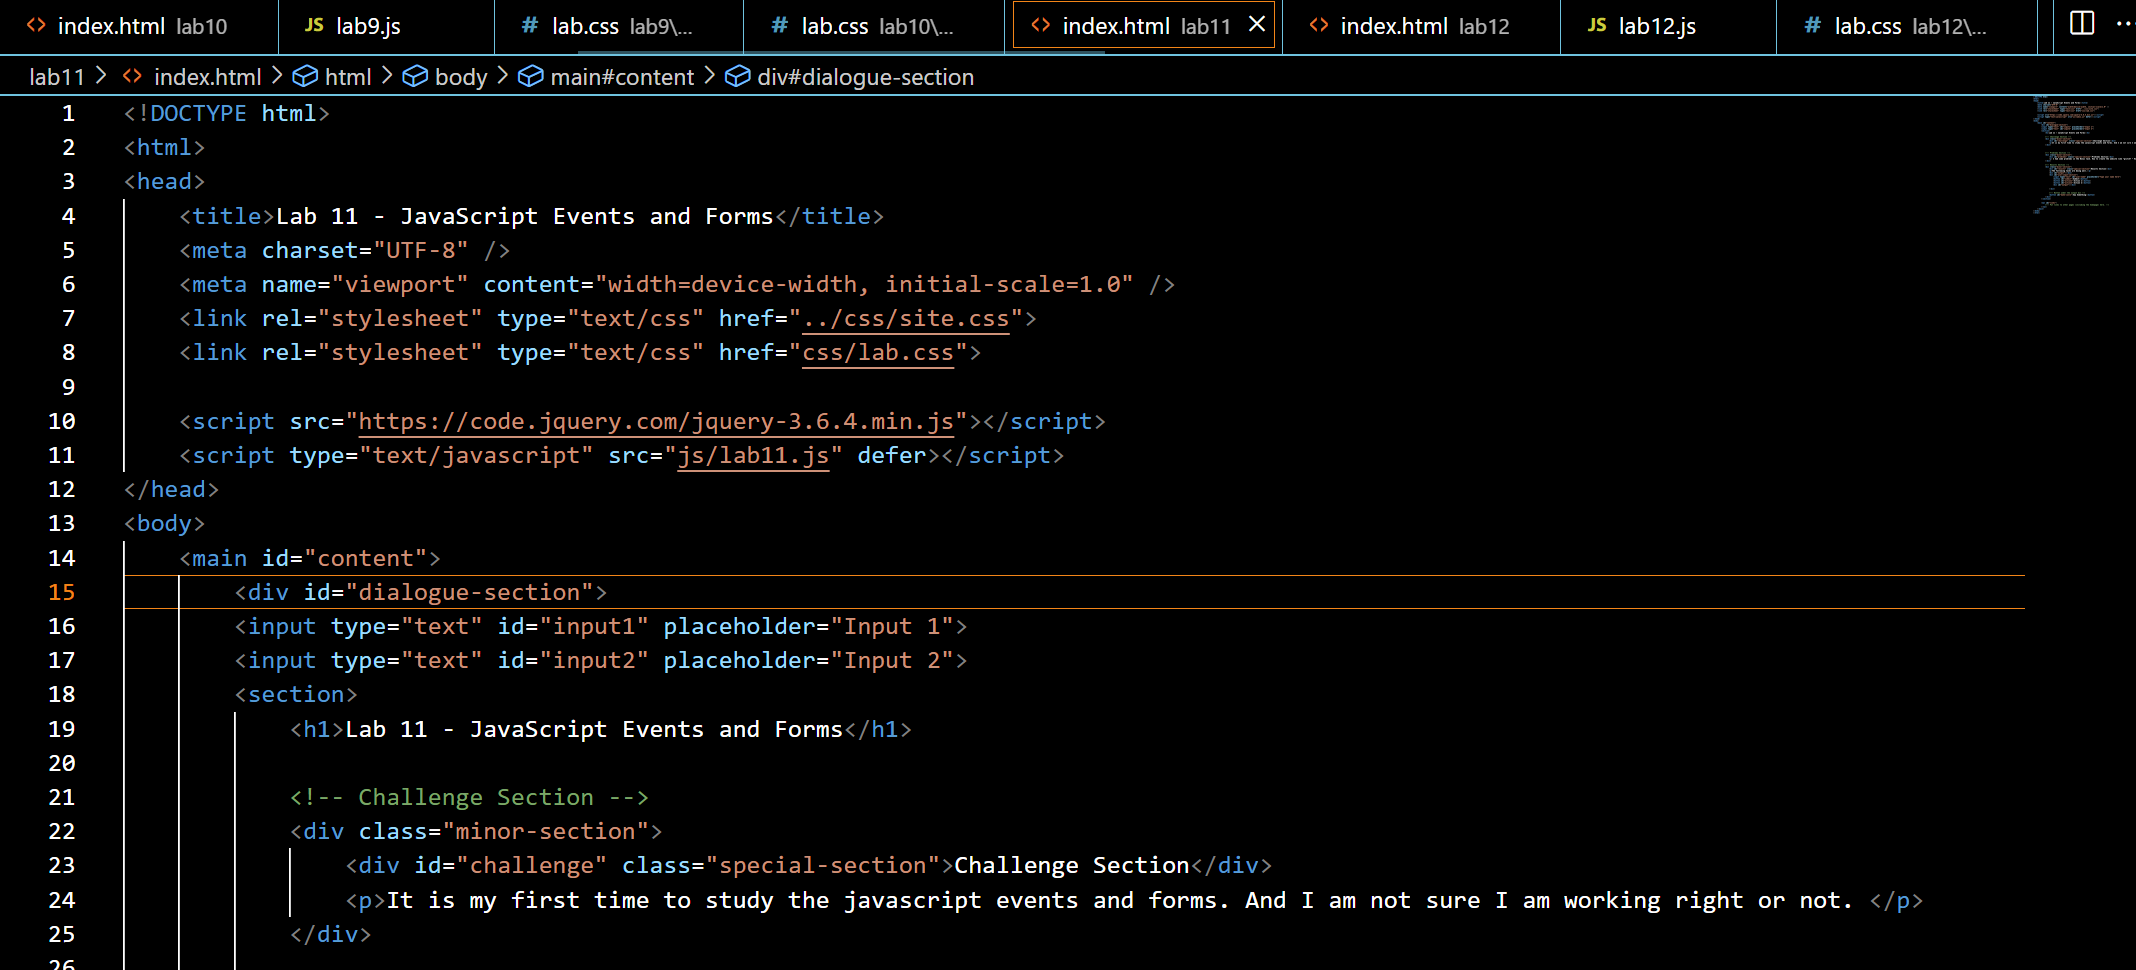 index.html lab10 JS lab9.js # lab.css lab9\... # lab.css lab10\... index.html lab11 index.html lab12 JS lab12.js # lab.css lab12\...
lab11 > index.html > html > body > main#content > div#dialogue-section
1 <!DOCTYPE html>
2 <html>
3 <head>
4 <title>Lab 11 - JavaScript Events and Forms</title>
5 <meta charset="UTF-8" />
6 <meta name="viewport" content="width=device-width, initial-scale=1.0" />
7 <link rel="stylesheet" type="text/css" href="../css/site.css">
8 <link rel="stylesheet" type="text/css" href="css/lab.css">
9
10 <script src="https://code.jquery.com/jquery-3.6.4.min.js"></script>
11 <script type="text/javascript" src="js/lab11.js" defer></script>
12 </head>
13 <body>
14 <main id="content">
15 <div id="dialogue-section">
16 <input type="text" id="input1" placeholder="Input 1">
17 <input type="text" id="input2" placeholder="Input 2">
18 <section>
19 <h1>Lab 11 - JavaScript Events and Forms</h1>
20
21 <!-- Challenge Section -->
22 <div class="minor-section">
23 <div id="challenge" class="special-section">Challenge Section</div>
24 <p>It is my first time to study the javascript events and forms. And I am not sure I am working right or not. </p>
25 </div>
26